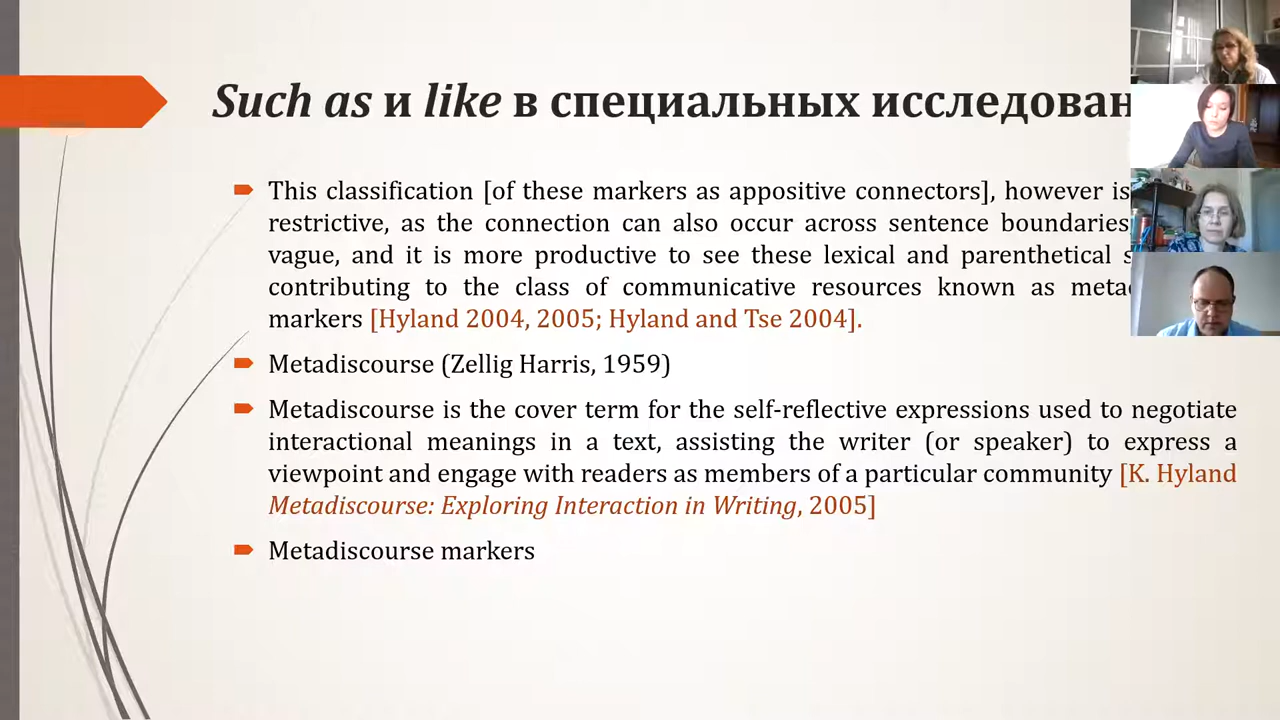 Such as и like в специальных
This classification [of these markers as appositive connectors], however is
restrictive, as the connection can also occur across sentence boundaries
vague, and it is more productive to see these lexical and parenthetical
contributing to the class of communicative resources known as
markers [Hyland 2004, 2005; Hyland and Tse 2004].
Metadiscourse (Zellig Harris, 1959)
Metadiscourse is the cover term for the self-reflective expressions used to negotiate
interactional meanings in a text, assisting the writer (or speaker) to express a
viewpoint and engage with readers as members of a particular community [K. Hyland
Metadiscourse: Exploring Interaction in Writing, 2005]
Metadiscourse markers